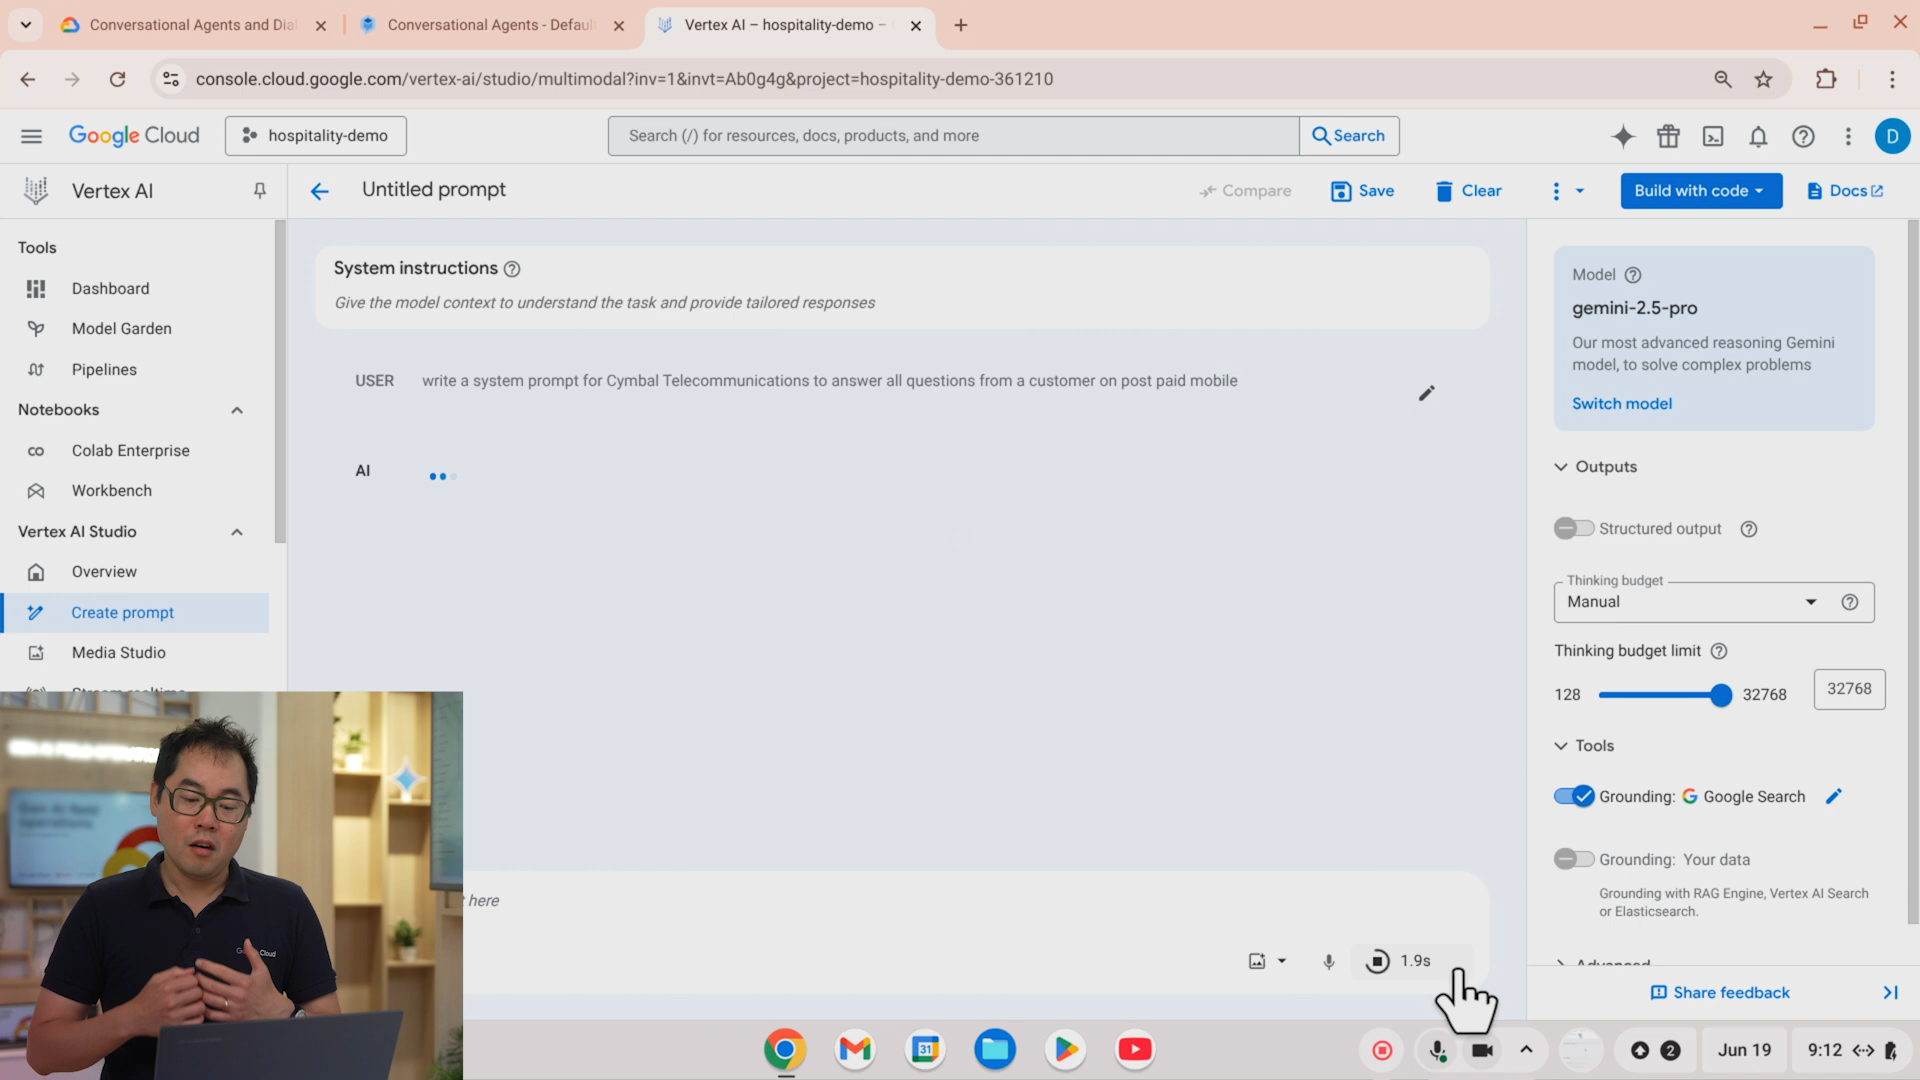 Conversational Agents and Dia
Conversational Agents - Defaul
Vertex AI – hospitality-demo –
console.cloud.google.com/vertex-ai/studio/multimodal?inv=1&invt=Ab0g4g&project=hospitality-demo-361210
Google Cloud
hospitality-demo
Search (/) for resources, docs, products, and more
Search
D
Vertex AI
Untitled prompt
Compare
Save
Clear
Build with code
Docs
Tools
Dashboard
Model Garden
Pipelines
Notebooks
Colab Enterprise
Workbench
Vertex AI Studio
Overview
Create prompt
Media Studio
Stream realtime
System instructions
Give the model context to understand the task and provide tailored responses
USER write a system prompt for Cymbal Telecommunications to answer all questions from a customer on post paid mobile
AI
here
1.9s
Model
gemini-2.5-pro
Our most advanced reasoning Gemini
model, to solve complex problems
Switch model
Outputs
Structured output
Thinking budget
Manual
Thinking budget limit
128 32768 32768
Tools
Grounding: Google Search
Grounding: Your data
Grounding with RAG Engine, Vertex AI Search
or Elasticsearch.
Advanced
Share feedback
31
2
Jun 19
9:12